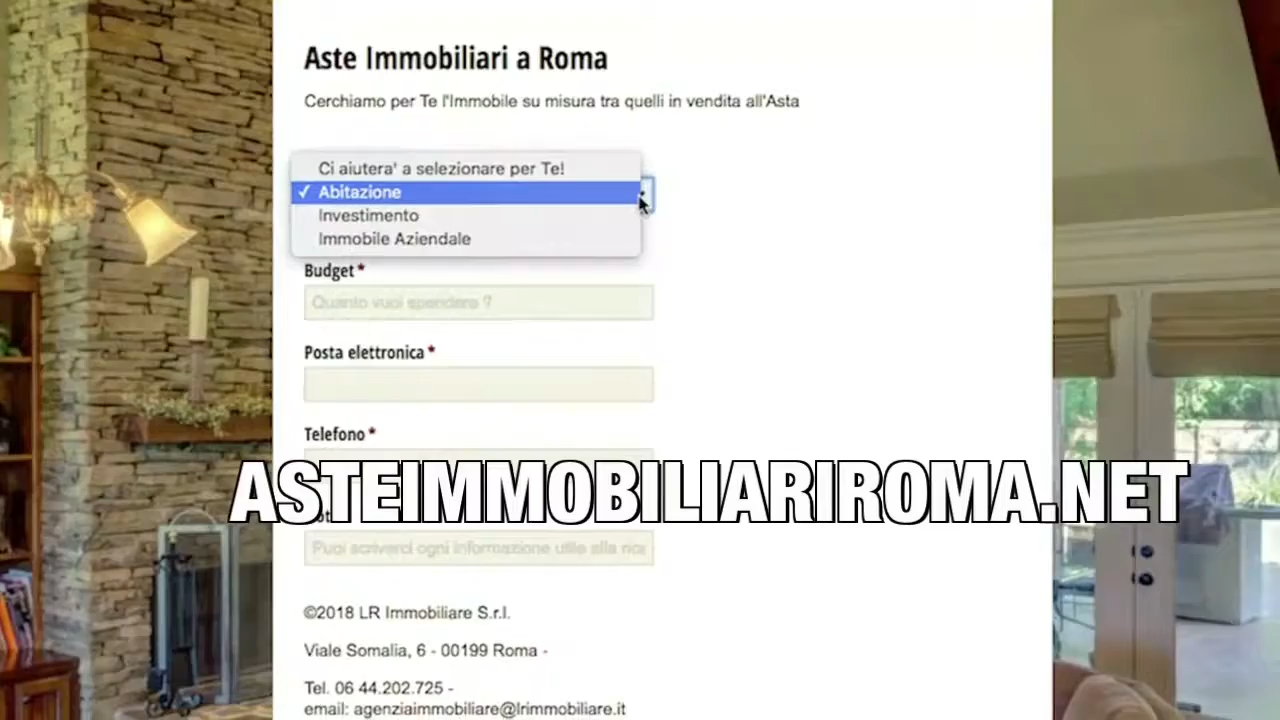 Aste Immobiliari a Roma
Cerchiamo per Te l'Immobile su misura tra quelli in vendita all'Asta
Ci aiutera' a selezionare per Te!
✓ Abitazione
Investimento
Immobile Aziendale
Budget *
Quanto vuoi spendere ?
Posta elettronica *
Telefono *
ASTEIMMOBILIARIROMA.NET
Puoi scriverci ogni informazione utile alla
©2018 LR Immobiliare S.r.l.
Viale Somalia, 6 - 00199 Roma -
Tel. 06 44.202.725 -
email: agenziaimmobiliare@lrimmobiliare.it